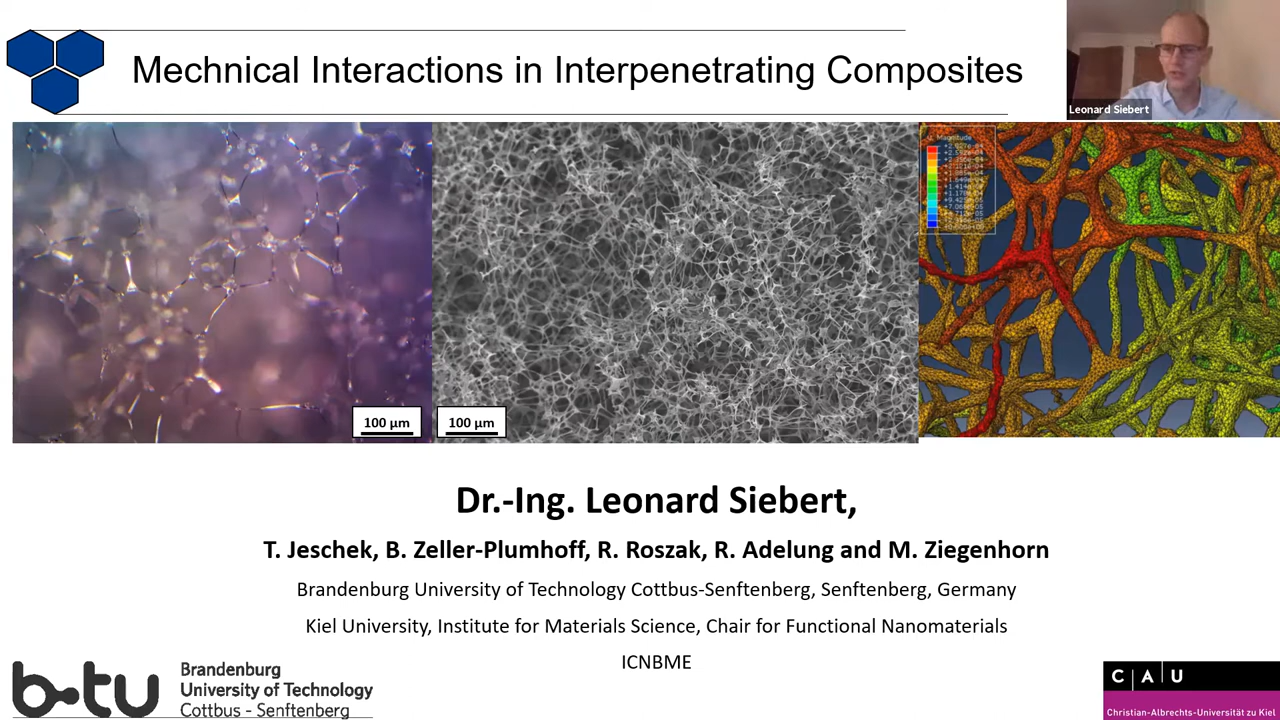 Mechnical Interactions in Interpenetrating Composites
Leonard Siebert
100 µm
100 µm
Dr.-Ing. Leonard Siebert,
T. Jeschek, B. Zeller-Plumhoff, R. Roszak, R. Adelung and M. Ziegenhorn
Brandenburg University of Technology Cottbus-Senftenberg, Senftenberg, Germany
Kiel University, Institute for Materials Science, Chair for Functional Nanomaterials
ICNBME
b-tu
Brandenburg
University of Technology
Cottbus - Senftenberg
C A U
Christian-Albrechts-Universität zu Kiel